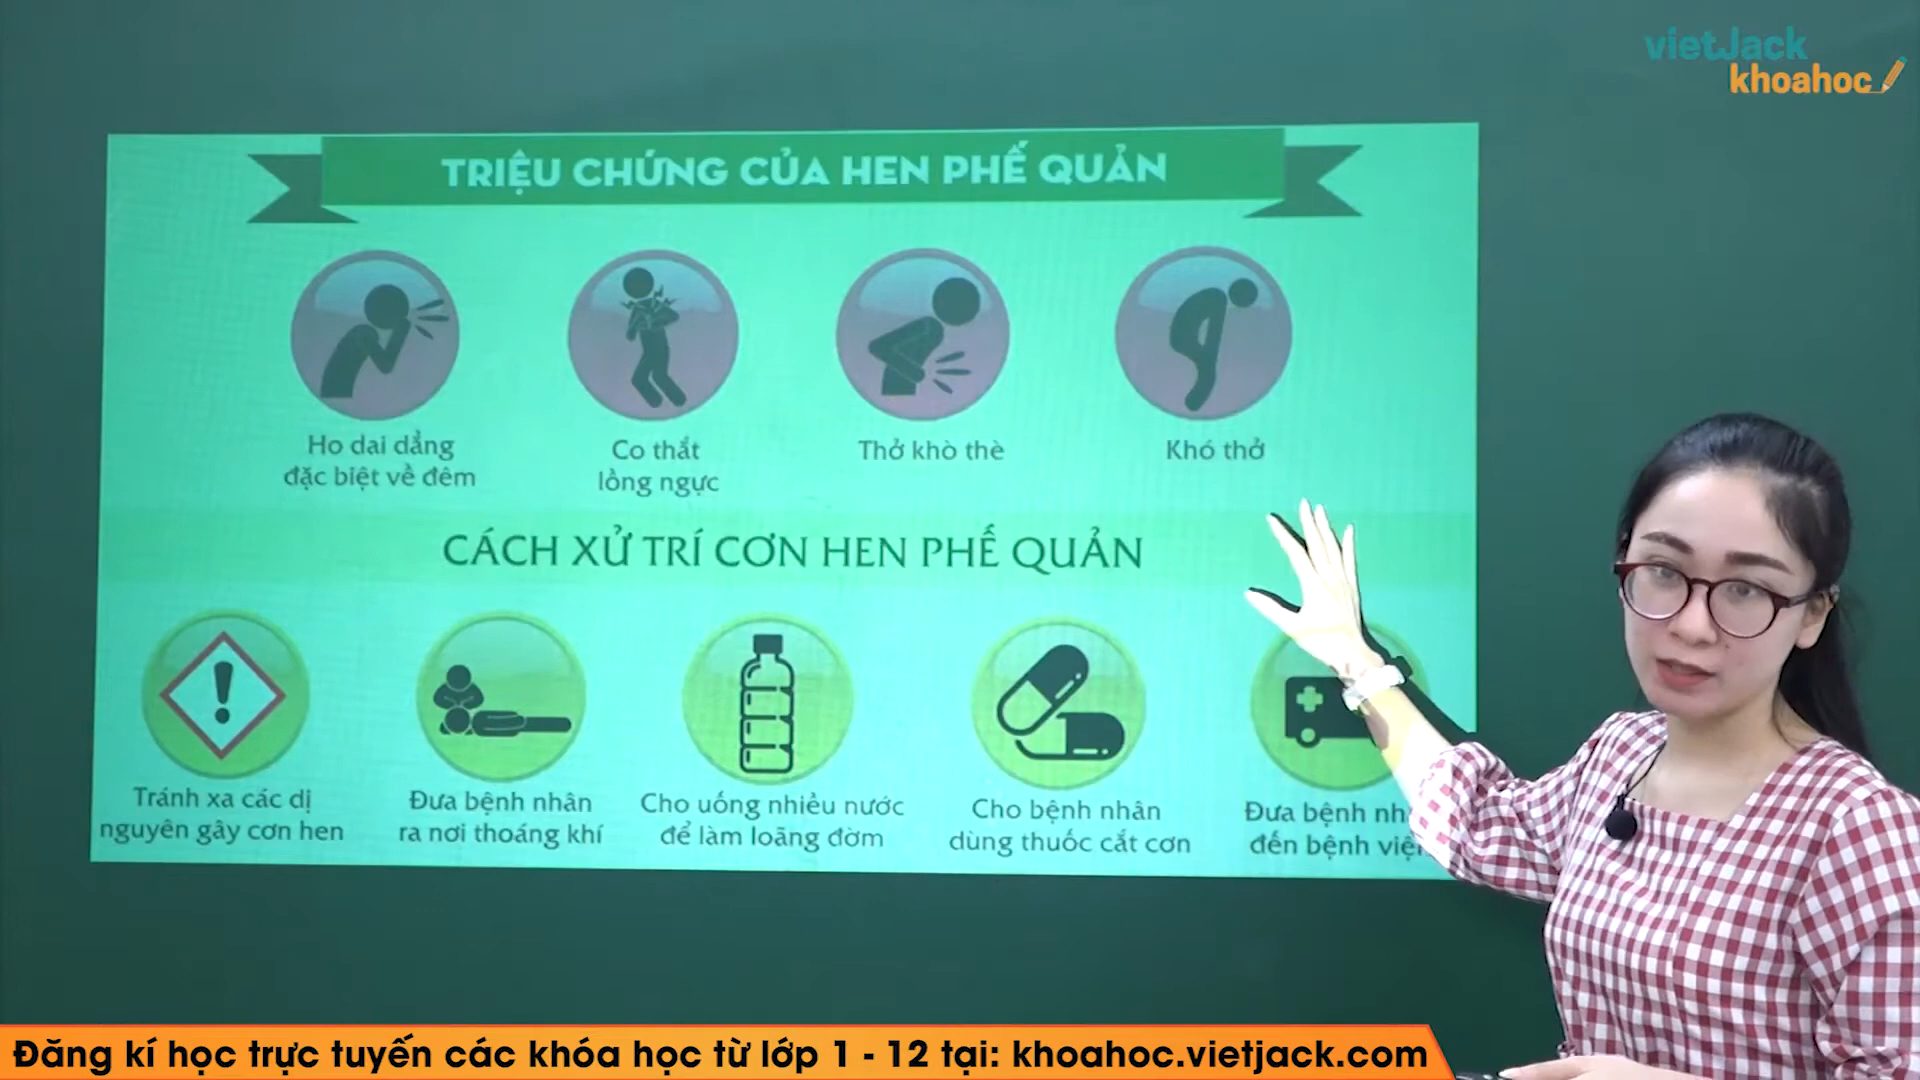 vietJack
khoahoc
TRIỆU CHỨNG CỦA HEN PHẾ QUẢN
Ho dai dẳng
đặc biệt về đêm
Co thắt
lồng ngực
Thở khò thè
Khó thở
CÁCH XỬ TRÍ CƠN HEN PHẾ QUẢN
Tránh xa các dị
nguyên gây cơn hen
Đưa bệnh nhân
ra nơi thoáng khí
Cho uống nhiều nước
để làm loãng đờm
Cho bệnh nhân
dùng thuốc cắt cơn
Đưa bệnh
đến bệnh viện
Đăng kí học trực tuyến các khóa học từ lớp 1 - 12 tại: khoahoc.vietjack.com